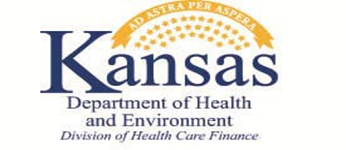 AD ASTRA PER ASPERA
Kansas
Department of Health
and Environment
Division of Health Care Finance